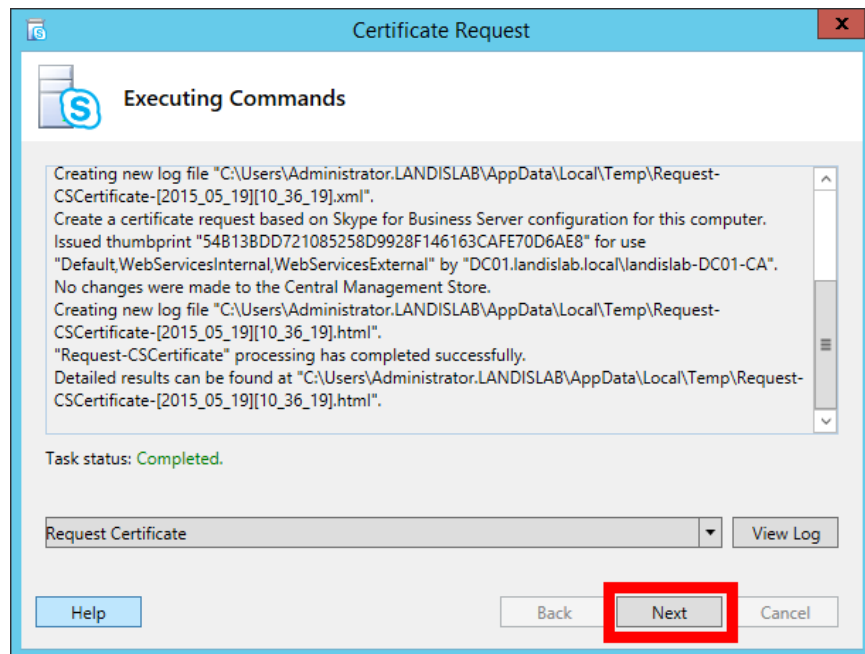 Certificate Request
x
S
Executing Commands
Creating new log file "C:\Users\Administrator.LANDISLAB\AppData\Local\Temp\Request-
CSCertificate-[2015_05_19][10_36_19].xml".
Create a certificate request based on Skype for Business Server configuration for this computer.
Issued thumbprint "54B13BDD721085258D9928F146163CAFE70D6AE8" for use
"Default,WebServicesInternal,WebServicesExternal" by "DC01.landislab.local\landislab-DC01-CA".
No changes were made to the Central Management Store.
Creating new log file "C:\Users\Administrator.LANDISLAB\AppData\Local\Temp\Request-
CSCertificate-[2015_05_19][10_36_19].html".
"Request-CSCertificate" processing has completed successfully.
Detailed results can be found at "C:\Users\Administrator.LANDISLAB\AppData\Local\Temp\Request-
CSCertificate-[2015_05_19][10_36_19].html".
Task status: Completed.
Request Certificate
View Log
Help
Back
Next
Cancel